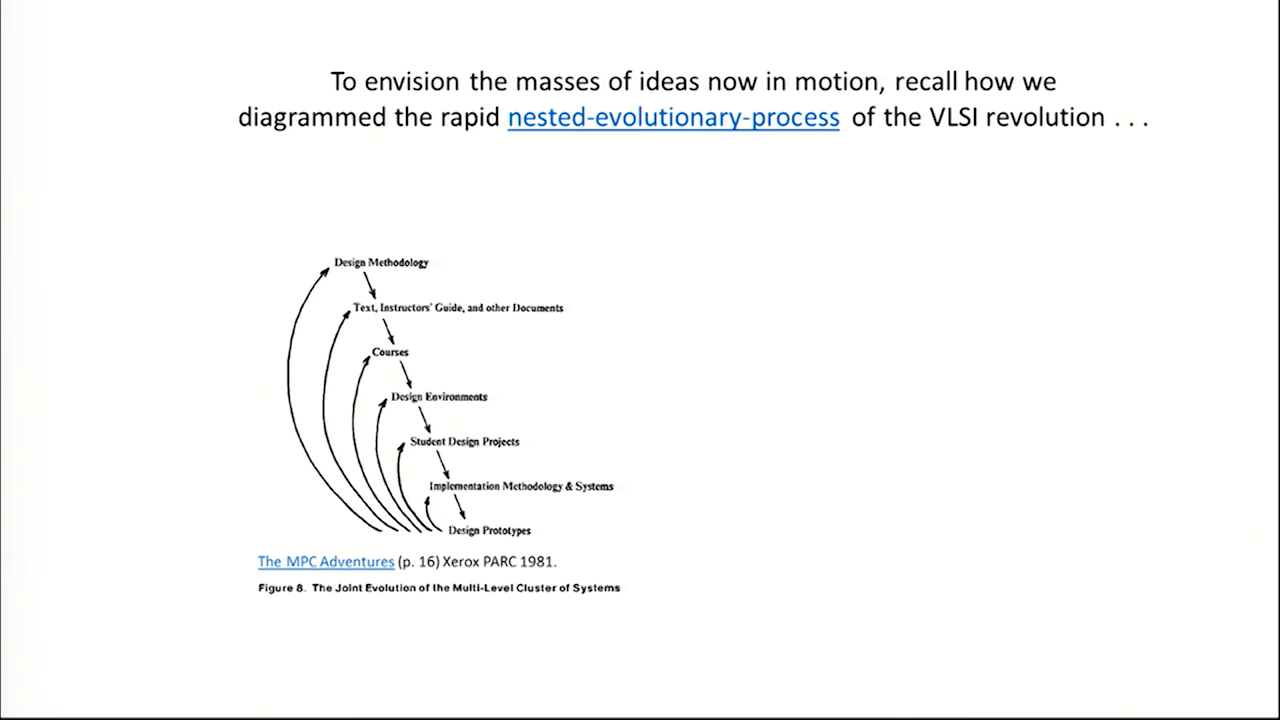 To envision the masses of ideas now in motion, recall how we
diagrammed the rapid nested-evolutionary-process of the VLSI revolution . . .
Design Methodology
Text, Instructors' Guide, and other Documents
Courses
Design Environments
Student Design Projects
Implementation Methodology & Systems
Design Prototypes
The MPC Adventures (p. 16) Xerox PARC 1981.
Figure 8. The Joint Evolution of the Multi-Level Cluster of Systems